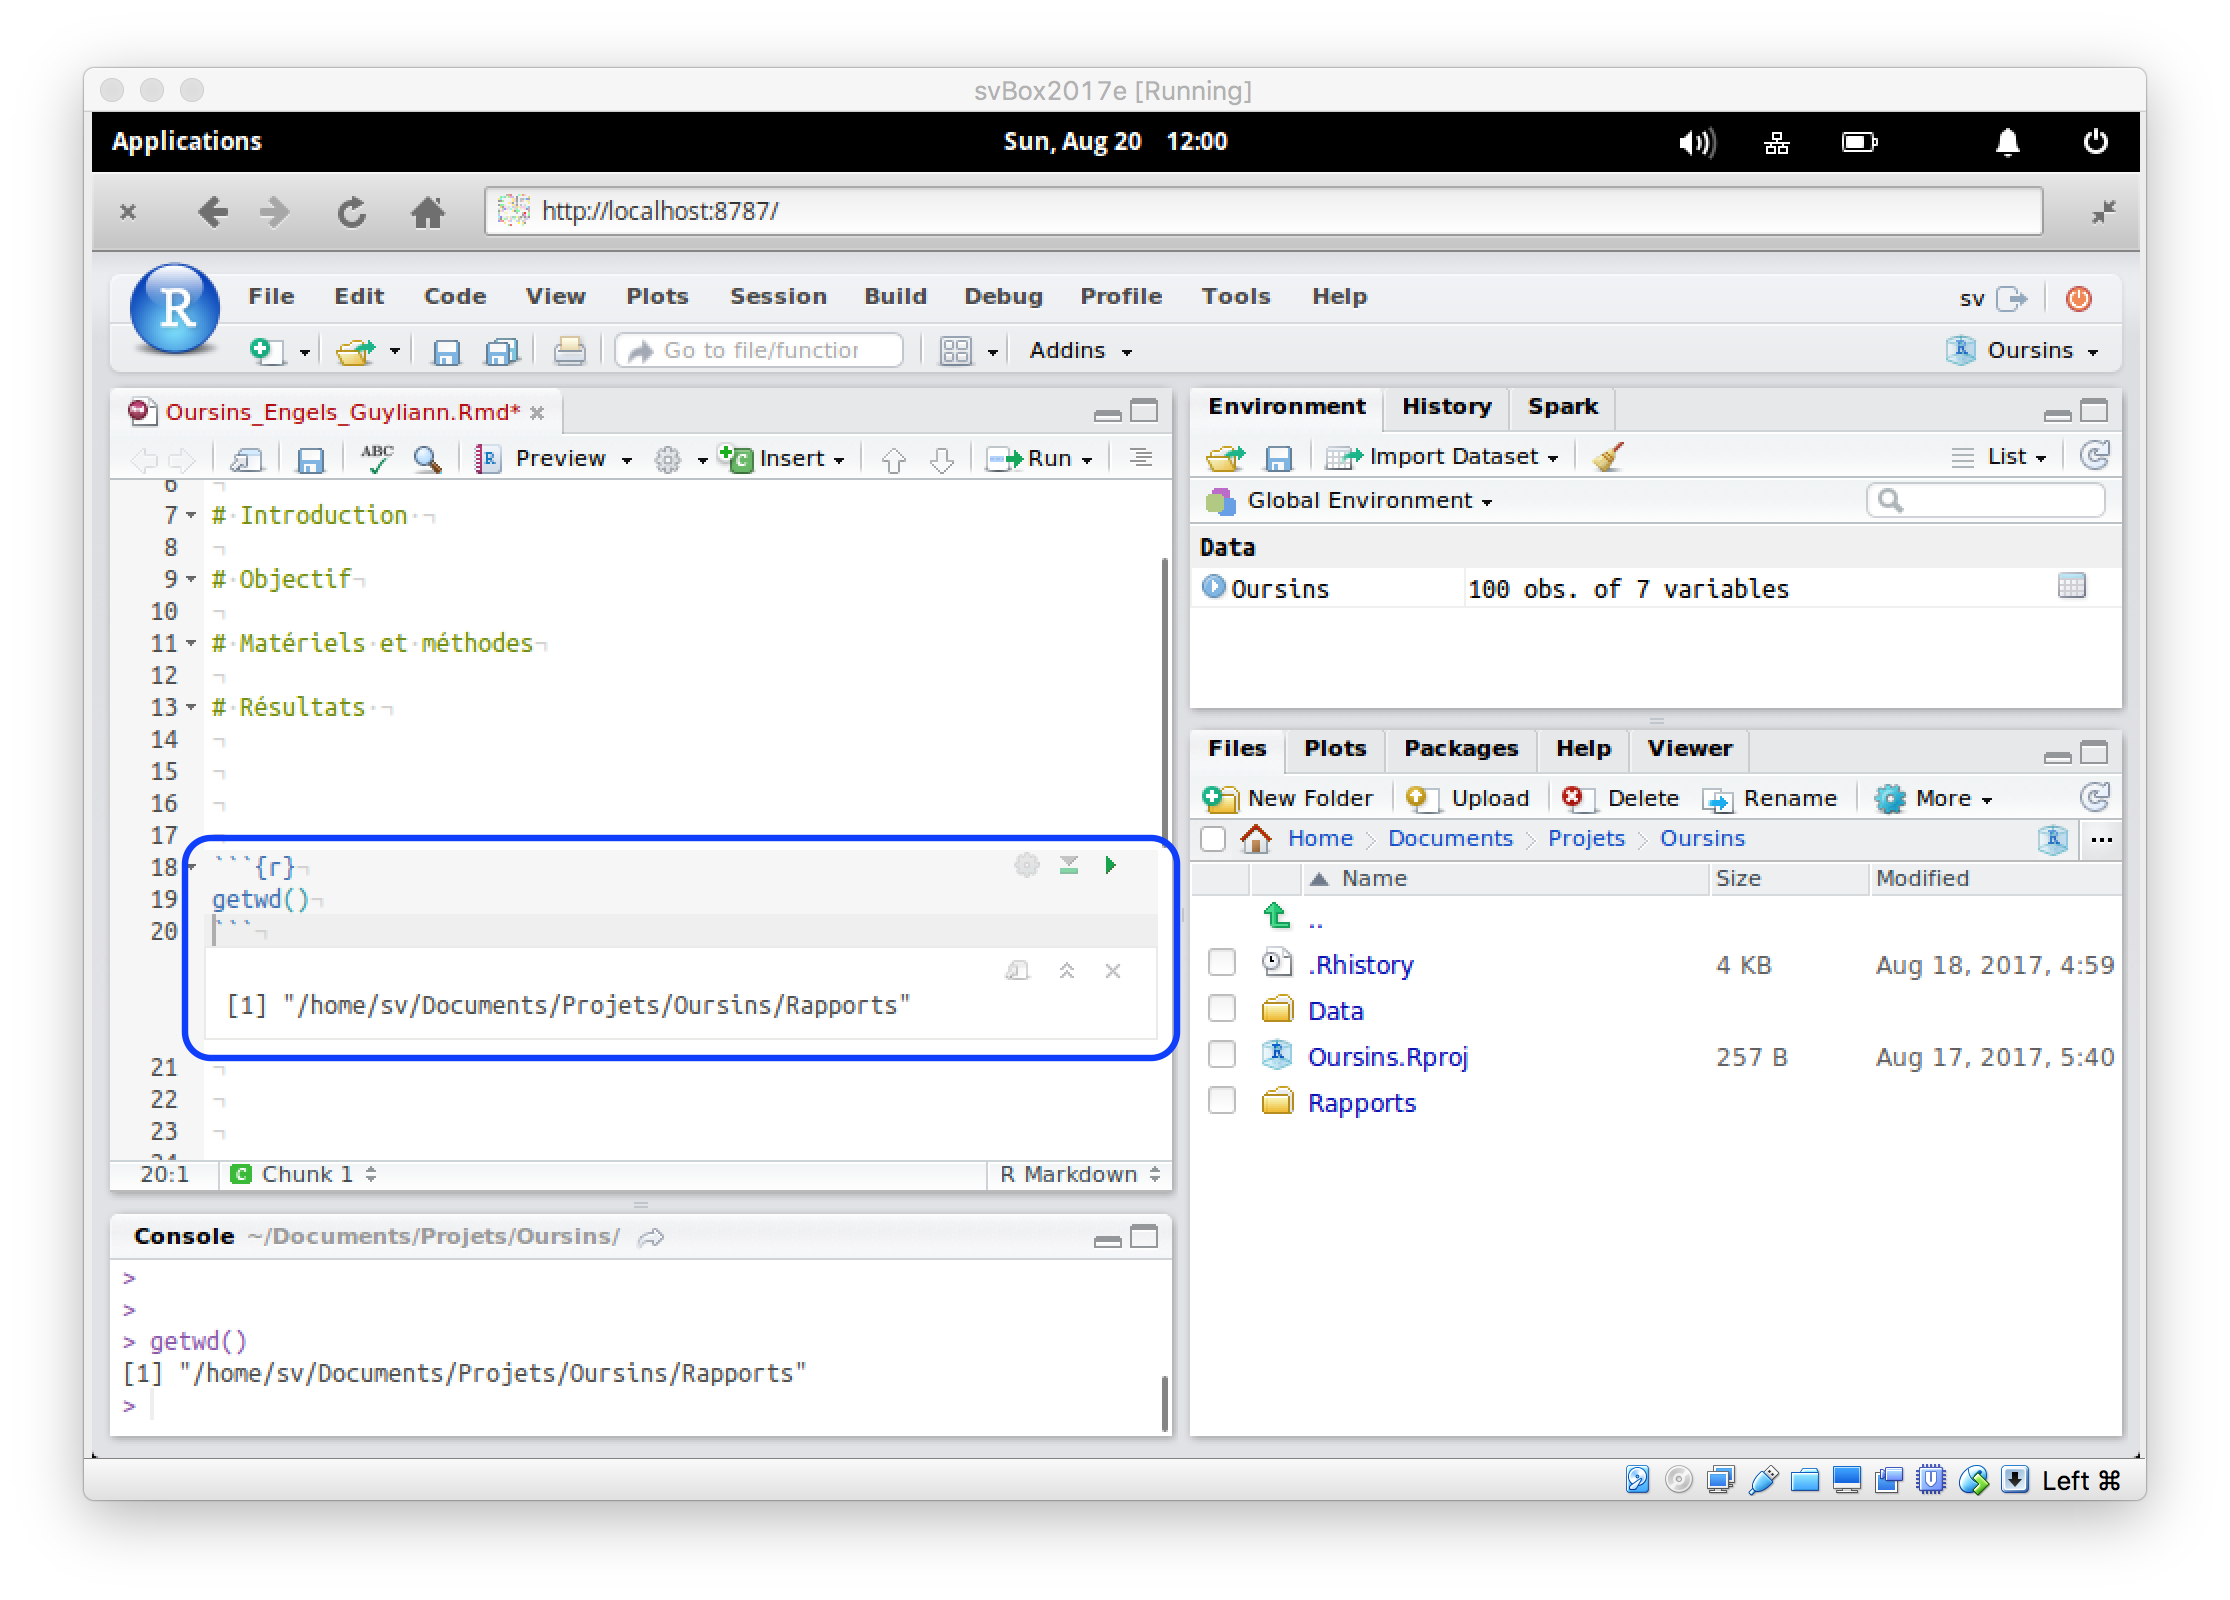 svBox2017e [Running]
Applications Sun, Aug 20 12:00
http://localhost:8787/
R File Edit Code View Plots Session Build Debug Profile Tools Help sv
Go to file/function Addins Oursins
Oursins_Engels_Guyliann.Rmd*
ABC Preview Insert Run
6
7 # Introduction
8
9 # Objectif
10
11 # Matériels et méthodes
12
13 # Résultats
14
15
16
17
18 ```{r}
19 getwd()
20 ```
[1] "/home/sv/Documents/Projets/Oursins/Rapports"
21
22
23
24
20:1 C Chunk 1 R Markdown
Console ~/Documents/Projets/Oursins/
>
>
> getwd()
[1] "/home/sv/Documents/Projets/Oursins/Rapports"
>
Environment History Spark
Import Dataset List
Global Environment
Data
Oursins 100 obs. of 7 variables
Files Plots Packages Help Viewer
New Folder Upload Delete Rename More
Home Documents Projets Oursins ...
Name Size Modified
..
.Rhistory 4 KB Aug 18, 2017, 4:59
Data
Oursins.Rproj 257 B Aug 17, 2017, 5:40
Rapports
Left ⌘